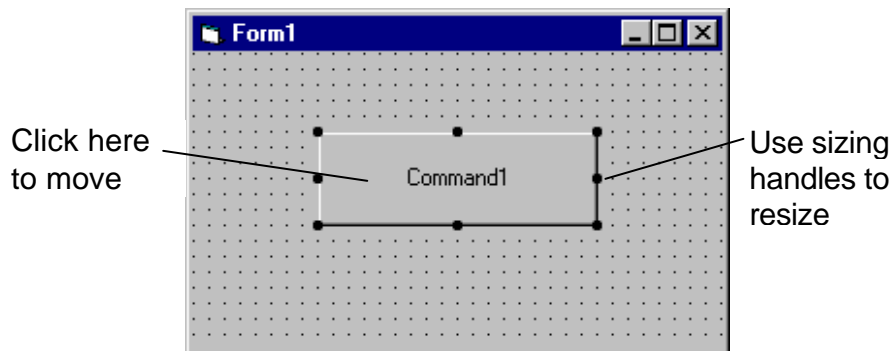 Form1
Click here
to move
Command1
Use sizing
handles to
resize